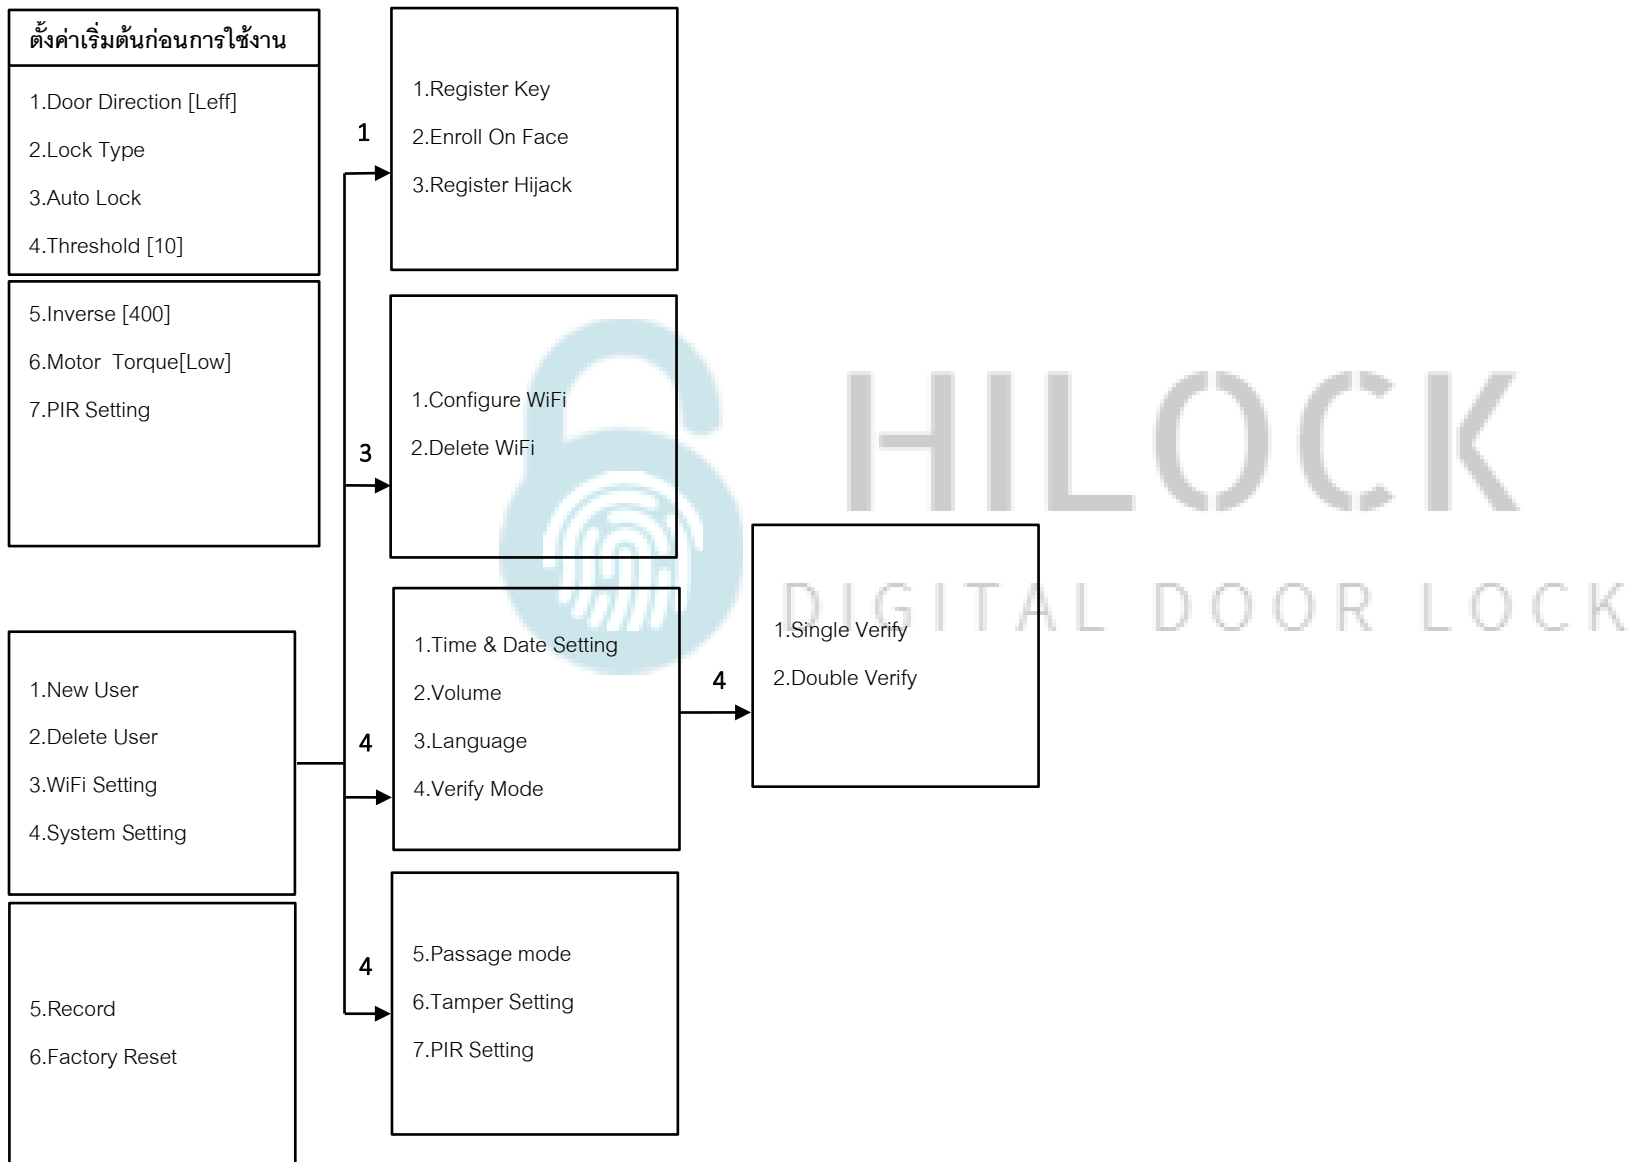 ตั้งค่าเริ่มต้นก่อนการใช้งาน
1.Door Direction [Leff]
2.Lock Type
3.Auto Lock
4.Threshold [10]
5.Inverse [400]
6.Motor  Torque[Low]
7.PIR Setting
1.New User
2.Delete User
3.WiFi Setting
4.System Setting
5.Record
6.Factory Reset
1
1.Register Key
2.Enroll On Face
3.Register Hijack
3
1.Configure WiFi
2.Delete WiFi
4
1.Time & Date Setting
2.Volume
3.Language
4.Verify Mode
4
5.Passage mode
6.Tamper Setting
7.PIR Setting
4
1.Single Verify
2.Double Verify
HILOCK
DIGITAL DOOR LOCK